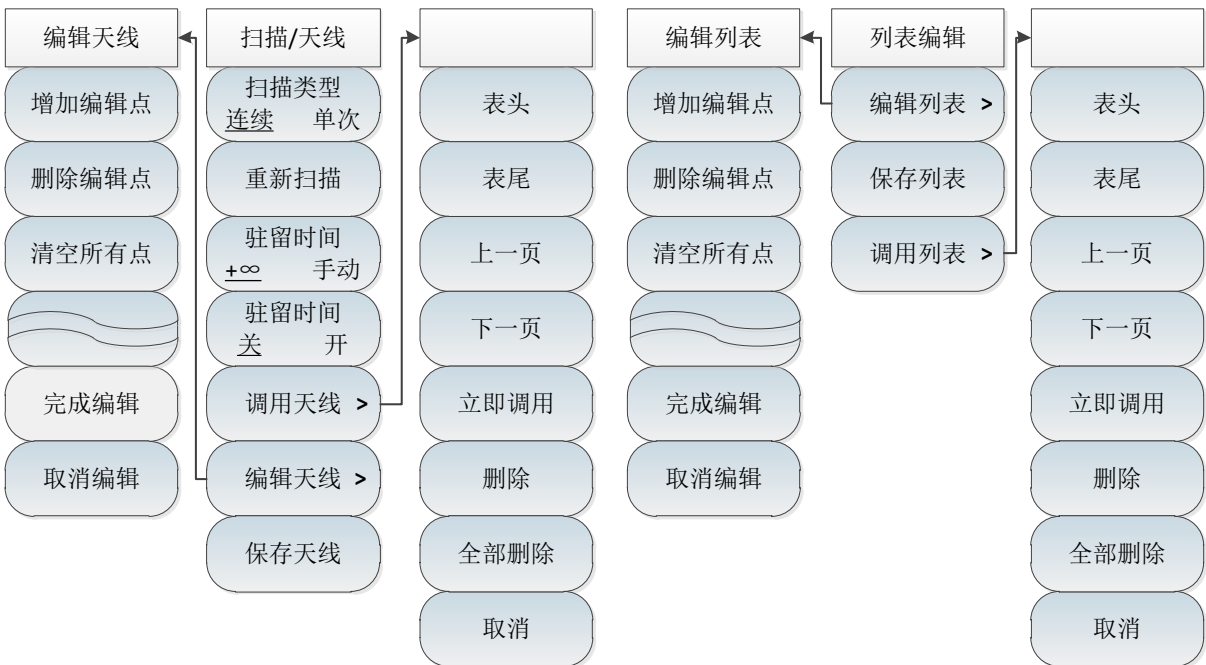 编辑天线
增加编辑点
删除编辑点
清空所有点
完成编辑
取消编辑
扫描/天线
扫描类型
连续 单次
重新扫描
驻留时间
+∞ 手动
驻留时间
关 开
调用天线 >
编辑天线 >
保存天线
表头
表尾
上一页
下一页
立即调用
删除
全部删除
取消
编辑列表
增加编辑点
删除编辑点
清空所有点
完成编辑
取消编辑
列表编辑
编辑列表 >
保存列表
调用列表 >
表头
表尾
上一页
下一页
立即调用
删除
全部删除
取消